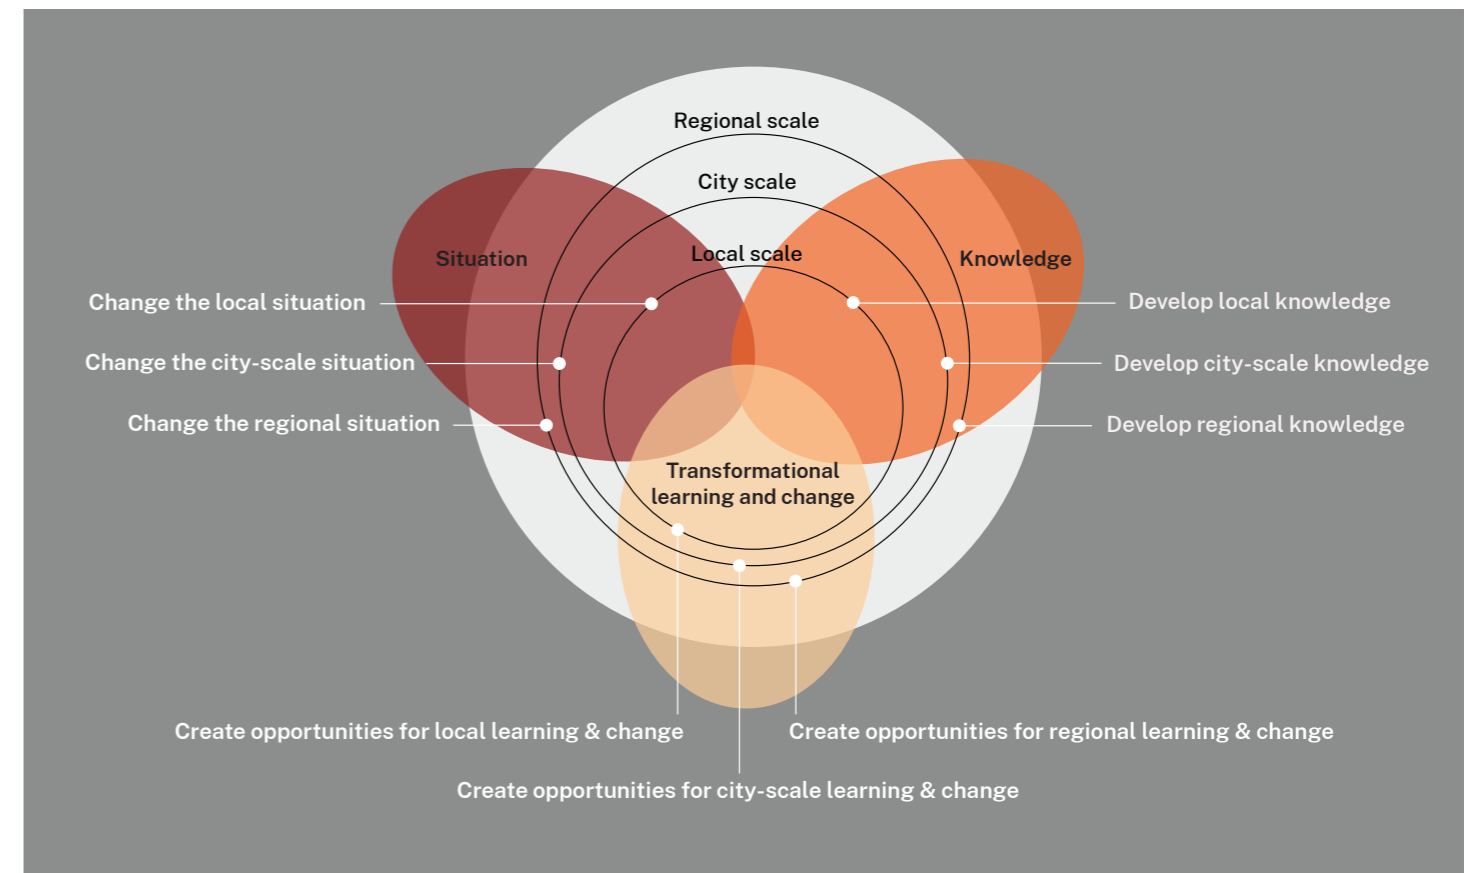 Regional scale
City scale
Local scale
Situation
Knowledge
Change the local situation
Develop local knowledge
Change the city-scale situation
Develop city-scale knowledge
Change the regional situation
Develop regional knowledge
Transformational
learning and change
Create opportunities for local learning & change
Create opportunities for regional learning & change
Create opportunities for city-scale learning & change